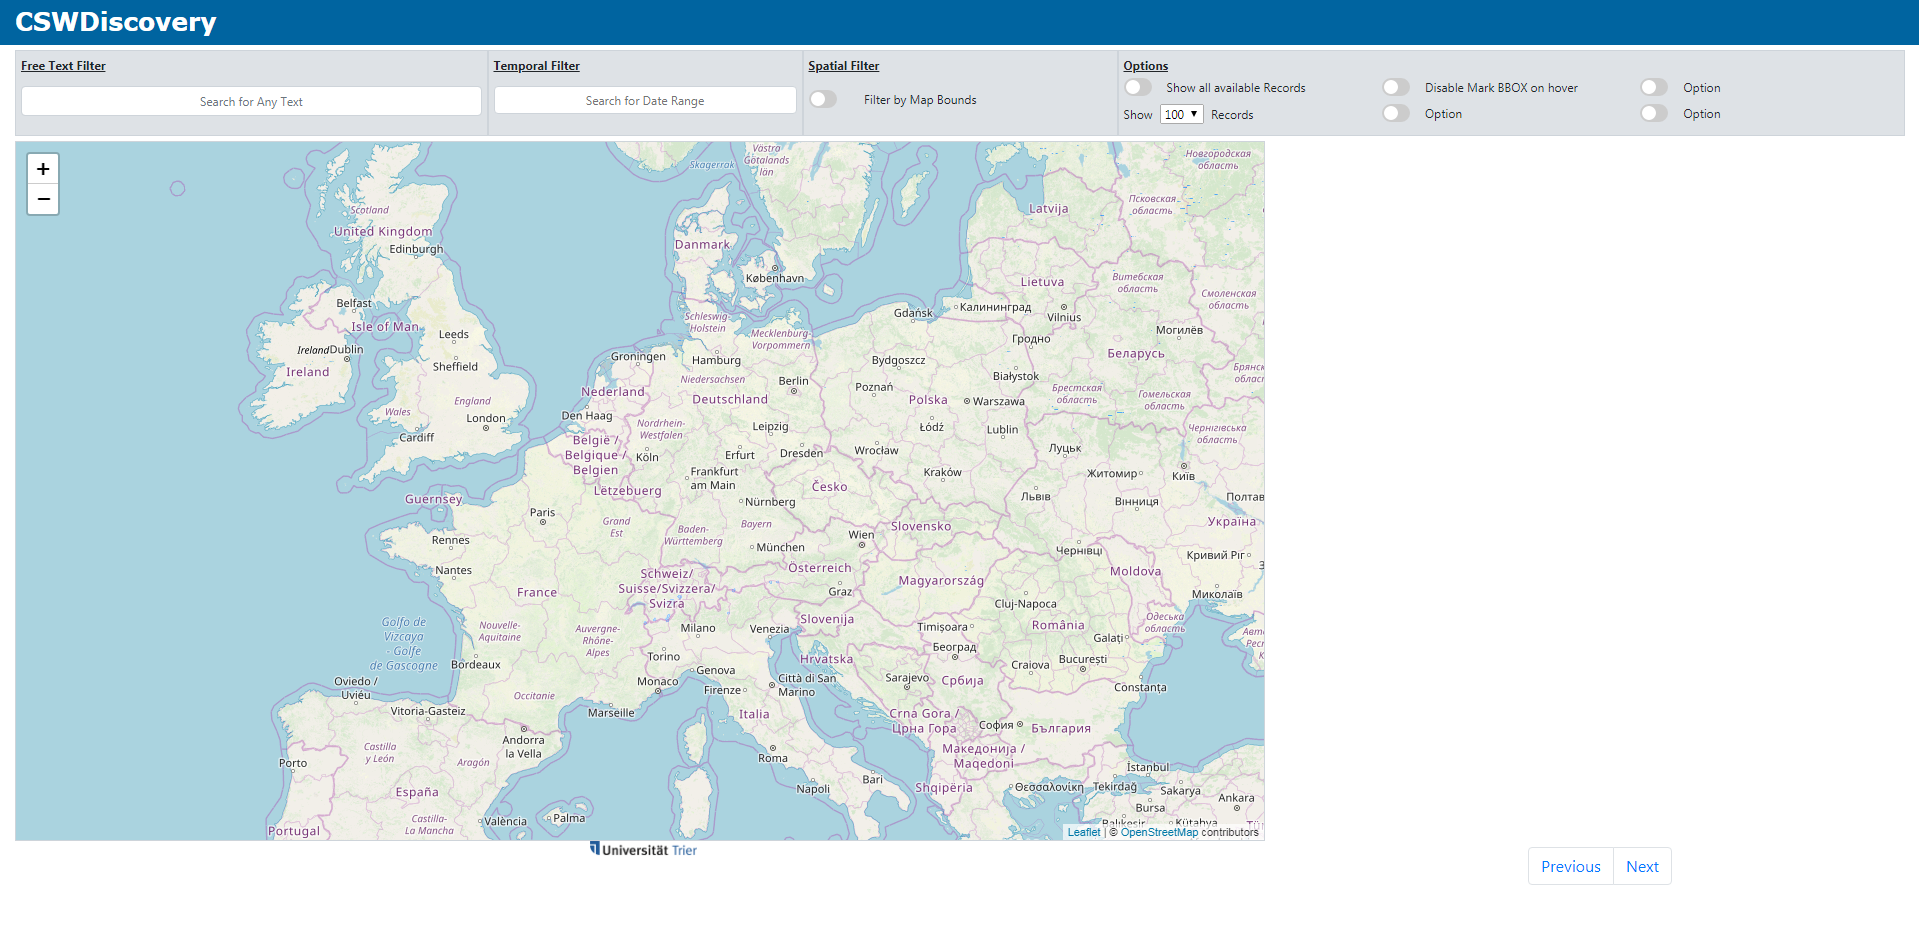 CSWDiscovery
Free Text Filter
Search for Any Text
Temporal Filter
Search for Date Range
Spatial Filter
Filter by Map Bounds
Options
Show all available Records
Disable Mark BBOX on hover
Option
Show 100 Records
Option
Option
+
−
Skagerrak
Västra
Götalands
län
Новгородская
область
Scotland
United Kingdom
Edinburgh
Danmark
København
Latvija
Псковская
область
Lietuva
Витебская
область
Смоленская
область
Belfast
Isle of Man
Schleswig-
Holstein
Mecklenburg-
Vorpommern
Gdańsk
Калининград
Vilnius
Могилёв
Leeds
Ireland
Dublin
Ireland
Sheffield
Groningen
Hamburg
Bydgoszcz
Гродно
Беларусь
Białystok
Брянск
област
Niedersachsen
Berlin
Poznań
Nederland
Deutschland
Polska
Warszawa
Брестская
область
Гомельская
область
Wales
England
London
Den Haag
Cardiff
Nordrhein-
Westfalen
Leipzig
Łódź
Lublin
Чернігівська
область
België /
Belgique /
Belgien
Köln
Erfurt
Dresden
Wrocław
Луцьк
Frankfurt
am Main
Kraków
Житомир
Київ
Lëtzebuerg
Česko
Guernsey
Nürnberg
Львів
Вінниця
Полтав
Paris
Grand
Est
Baden-
Württemberg
Bayern
Slovensko
Україна
Rennes
München
Wien
Чернівці
Кривий Ріг
З
Nantes
Schweiz/
Suisse/Svizzera/
Svizra
Österreich
Graz
Magyarország
Moldova
France
Cluj-Napoca
Миколаїв
Golfo de
Vizcaya
- Golfe
de Gascogne
Nouvelle-
Aquitaine
Auvergne-
Rhône-
Alpes
Milano
Venezia
Slovenija
Timișoara
România
Одеська
область
Galați
Авт
Респ
К
Bordeaux
Torino
Genova
Hrvatska
Београд
Craiova
București
Oviedo /
Uviéu
Monaco
Firenze
Città di San
Marino
Sarajevo
Србија
Constanța
Vitoria-Gasteiz
Occitanie
Marseille
Italia
Crna Gora /
Црна Гора
София
България
Andorra
la Vella
Porto
Castilla
y León
Aragón
Roma
Македонија /
Maqedoni
İstanbul
España
Napoli
Bari
Shqipëria
Θεσσαλονίκη
Tekirdağ
Sakarya
Ankara
Bursa
Portugal
Castilla-
La Mancha
València
Palma
Balıkesir
Kütahya
Tü
Leaflet | © OpenStreetMap contributors
Universität Trier
Previous
Next